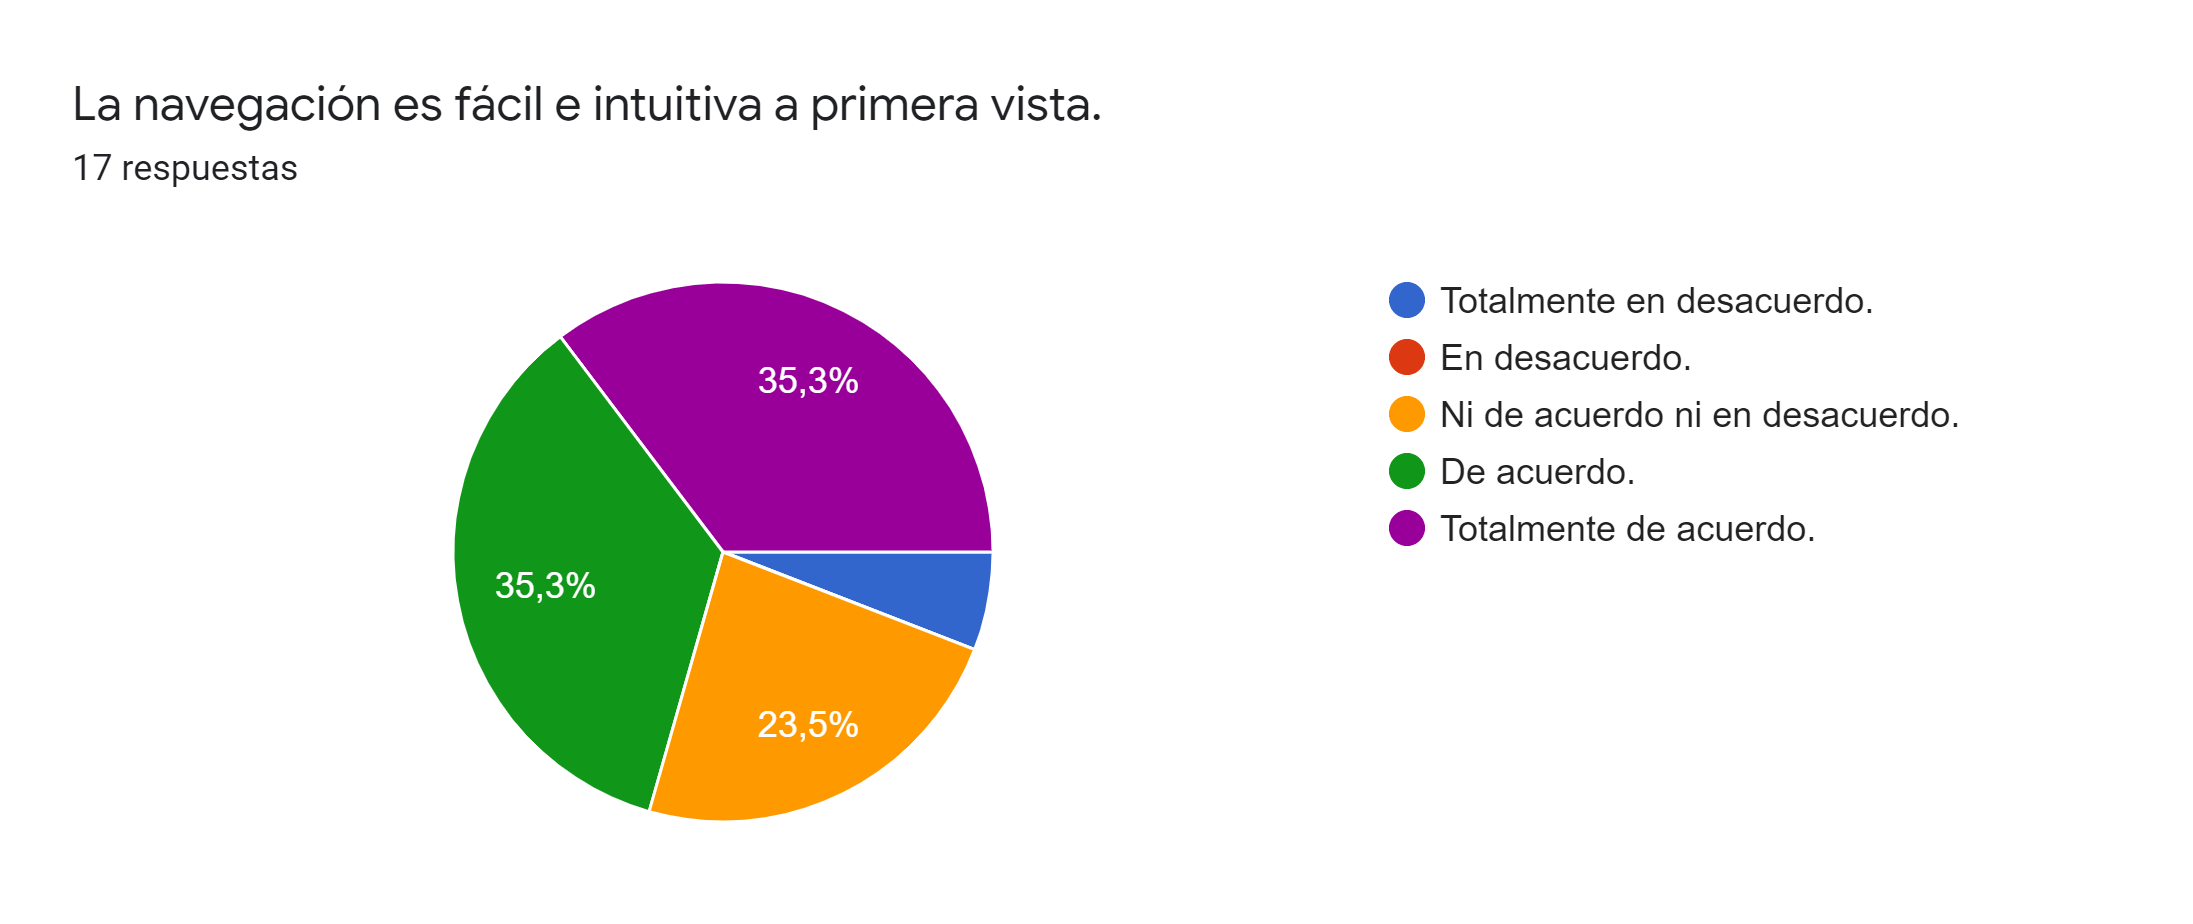 La navegación es fácil e intuitiva a primera vista.
17 respuestas
35,3%
35,3%
23,5%
Totalmente en desacuerdo.
En desacuerdo.
Ni de acuerdo ni en desacuerdo.
De acuerdo.
Totalmente de acuerdo.